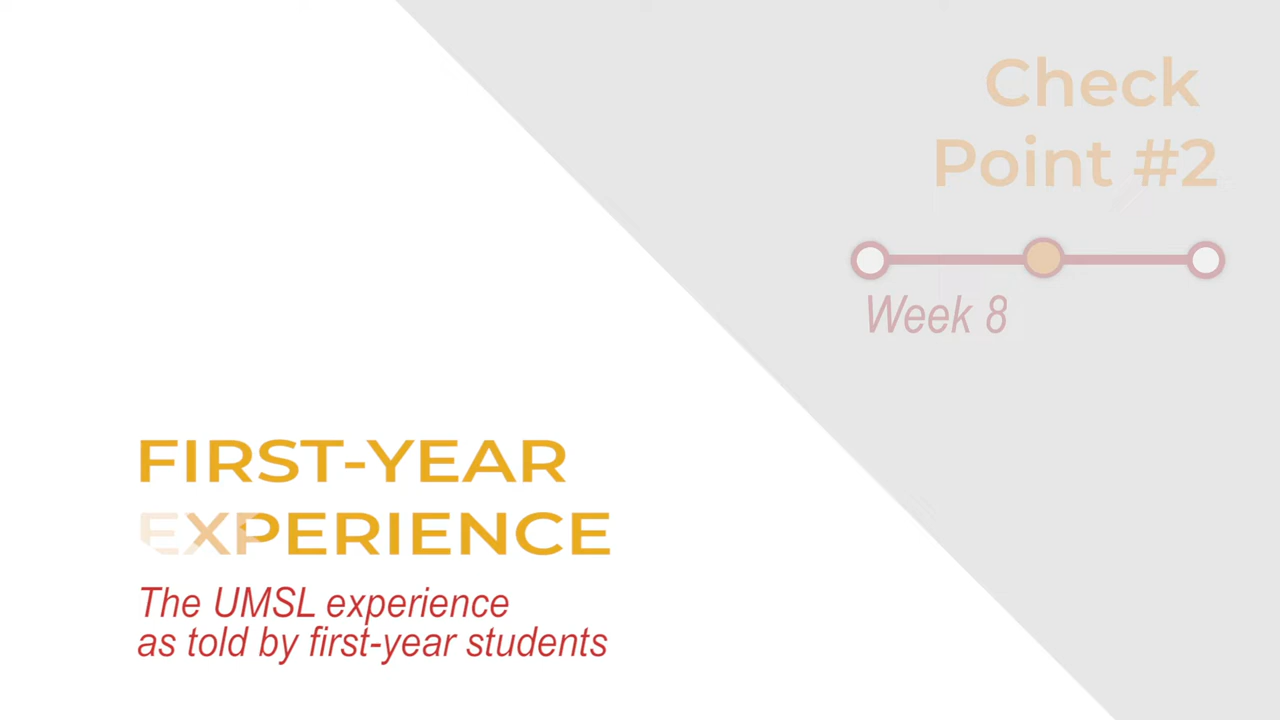 Check
Point #2
Week 8
FIRST-YEAR
EXPERIENCE
The UMSL experience
as told by first-year students